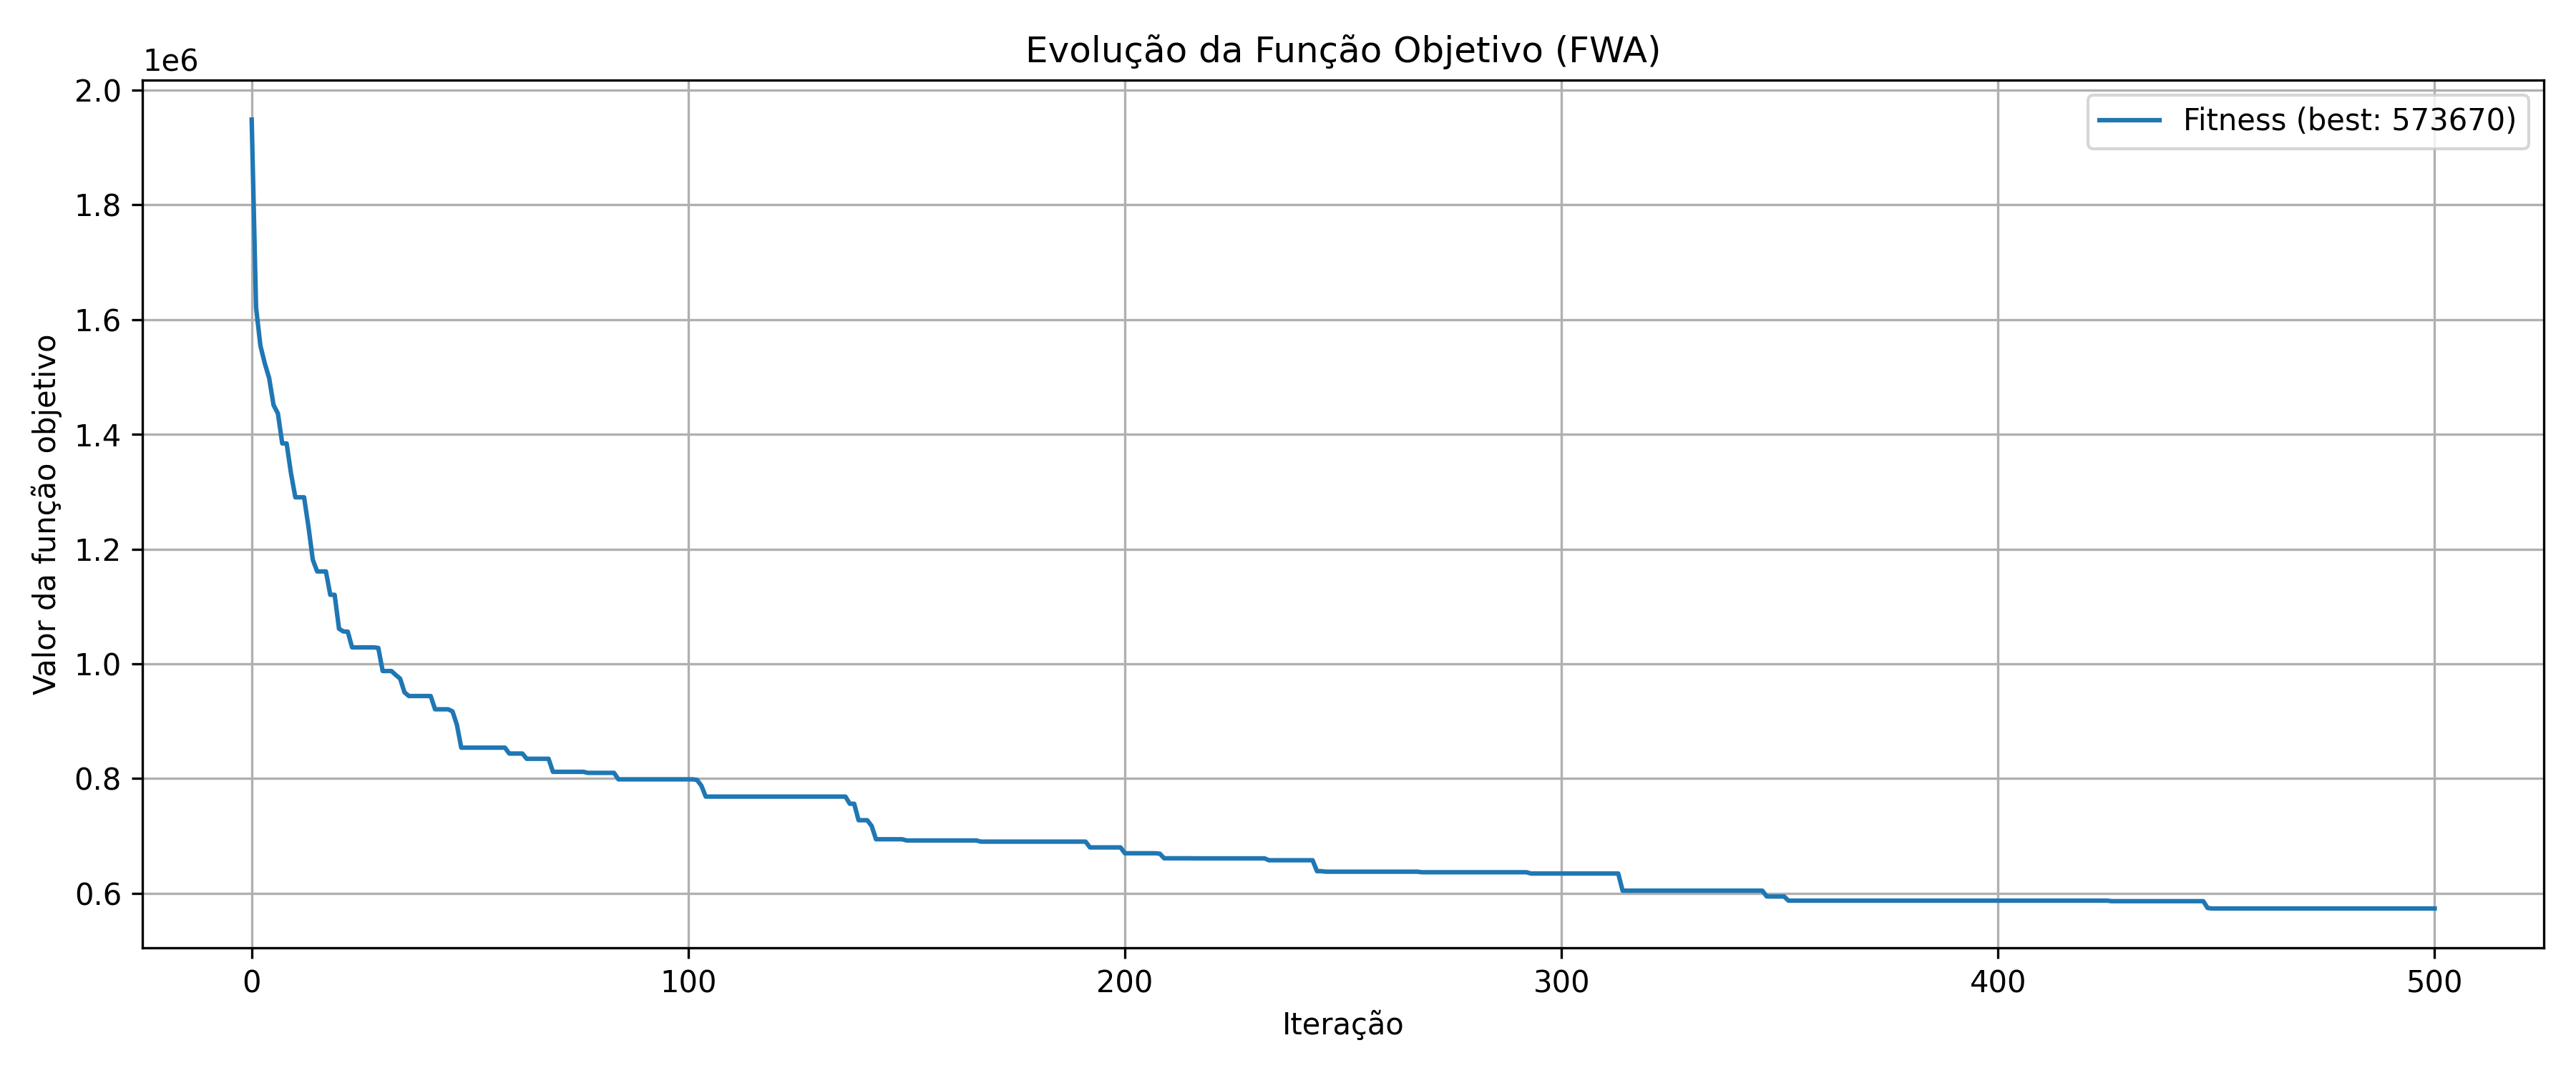 Evolução da Função Objetivo (FWA)
1e6
Fitness (best: 573670)
Valor da função objetivo
2.0
1.8
1.6
1.4
1.2
1.0
0.8
0.6
0 100 200 300 400 500
Iteração